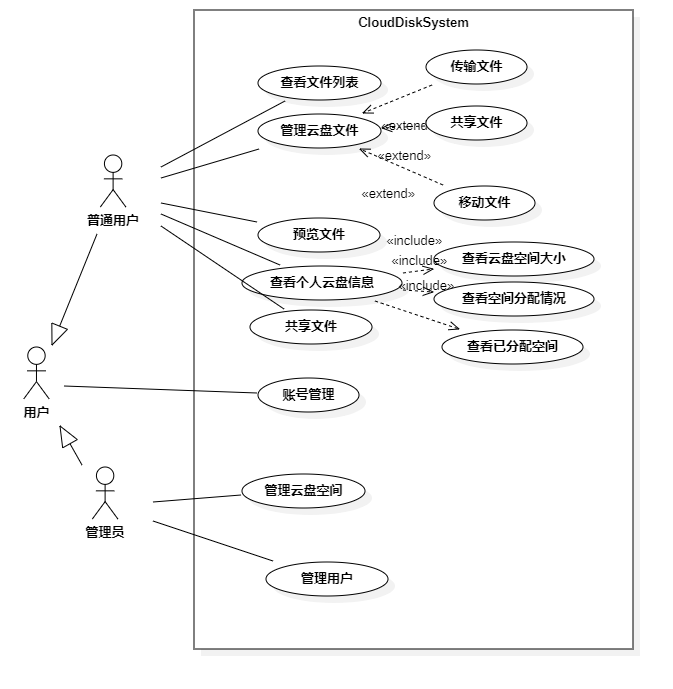 CloudDiskSystem
传输文件
查看文件列表
管理云盘文件
«extend
共享文件
«extend»
«extend»
移动文件
普通用户
预览文件
«include»
查看云盘空间大小
«include»
查看个人云盘信息
«include»
查看空间分配情况
共享文件
查看已分配空间
用户
账号管理
管理云盘空间
管理员
管理用户